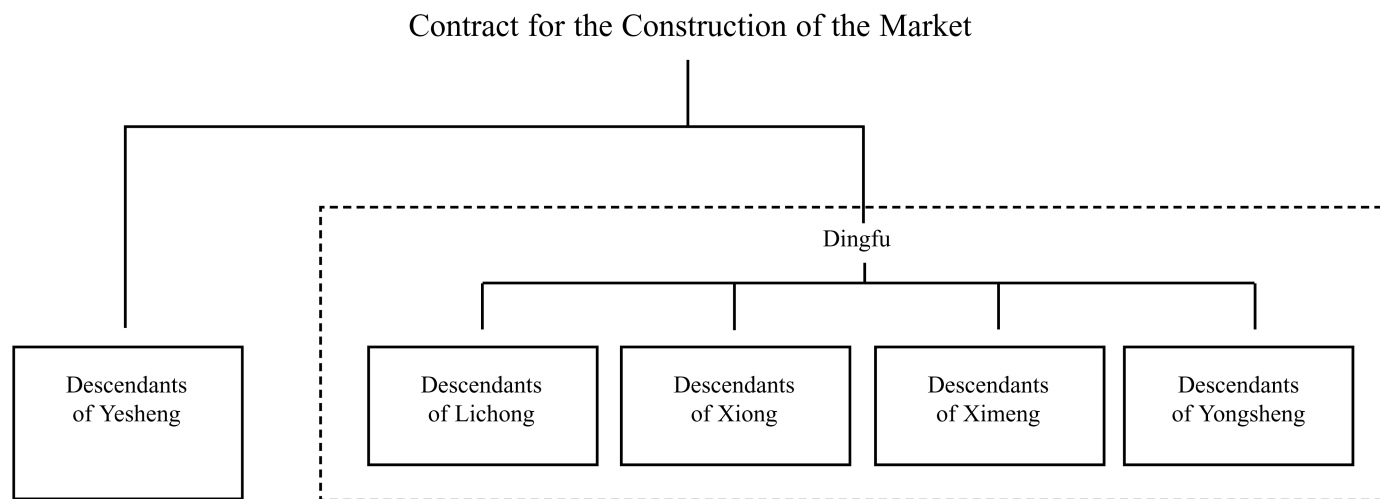 Contract for the Construction of the Market
Dingfu
Descendants
of Yesheng
Descendants
of Lichong
Descendants
of Xiong
Descendants
of Ximeng
Descendants
of Yongsheng